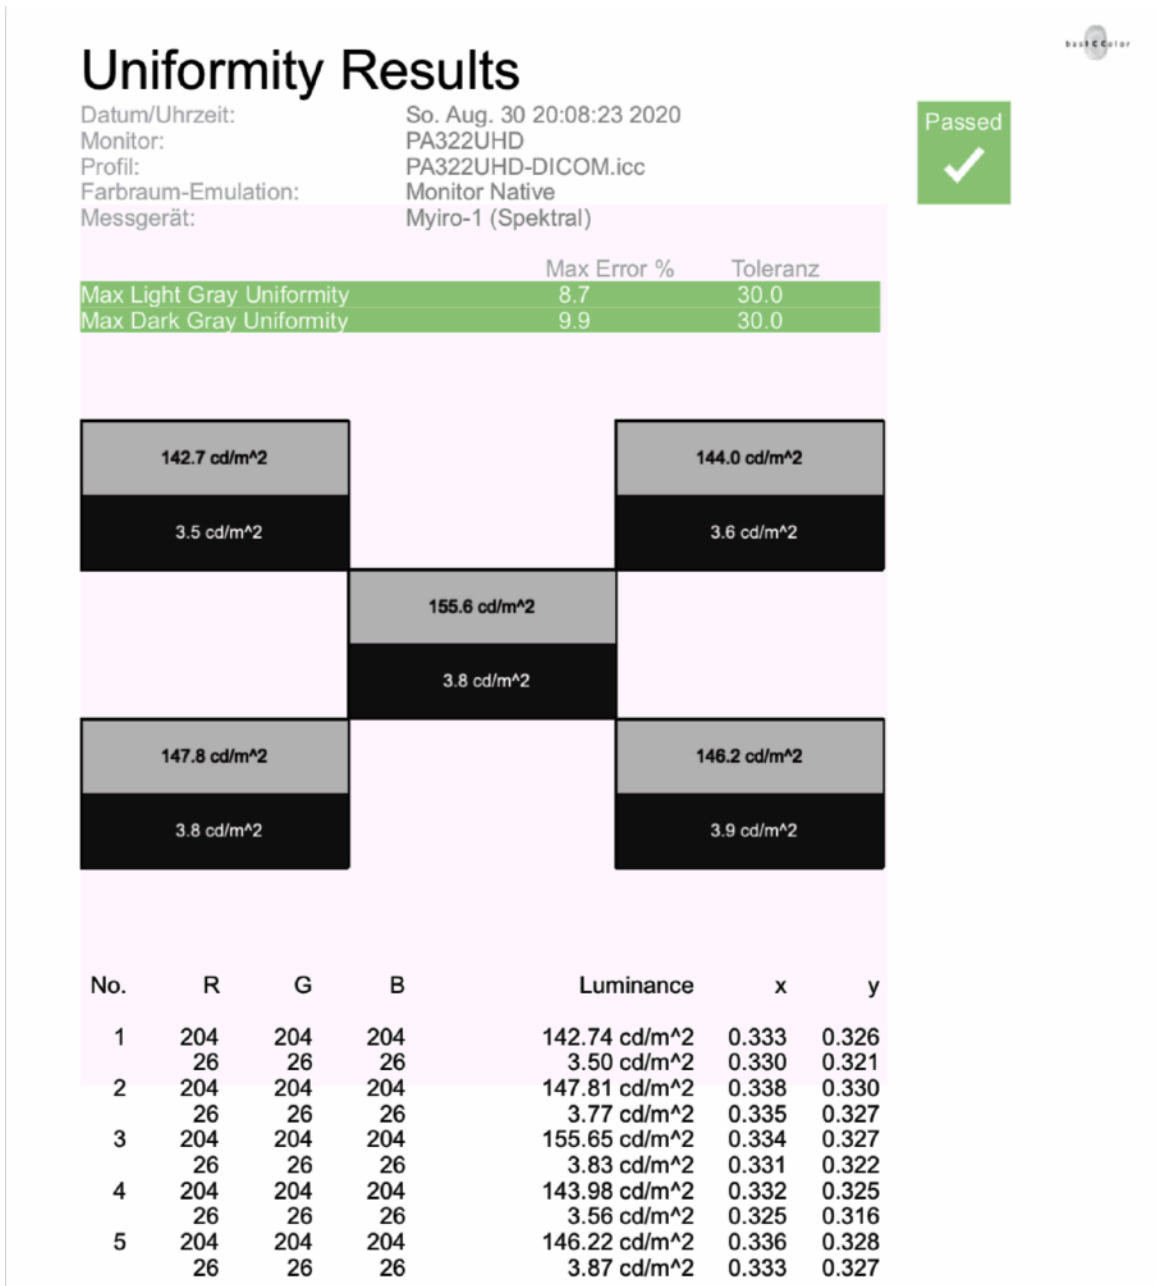 basICColor
Uniformity Results
Datum/Uhrzeit: So. Aug. 30 20:08:23 2020
Monitor: PA322UHD
Profil: PA322UHD-DICOM.icc
Farbraum-Emulation: Monitor Native
Messgerät: Myiro-1 (Spektral)
Passed
Max Error % Toleranz
Max Light Gray Uniformity 8.7 30.0
Max Dark Gray Uniformity 9.9 30.0
142.7 cd/m^2 144.0 cd/m^2
3.5 cd/m^2 3.6 cd/m^2
155.6 cd/m^2
3.8 cd/m^2
147.8 cd/m^2 146.2 cd/m^2
3.8 cd/m^2 3.9 cd/m^2
No. R G B Luminance x y
1 204 204 204 142.74 cd/m^2 0.333 0.326
26 26 26 3.50 cd/m^2 0.330 0.321
2 204 204 204 147.81 cd/m^2 0.338 0.330
26 26 26 3.77 cd/m^2 0.335 0.327
3 204 204 204 155.65 cd/m^2 0.334 0.327
26 26 26 3.83 cd/m^2 0.331 0.322
4 204 204 204 143.98 cd/m^2 0.332 0.325
26 26 26 3.56 cd/m^2 0.325 0.316
5 204 204 204 146.22 cd/m^2 0.336 0.328
26 26 26 3.87 cd/m^2 0.333 0.327